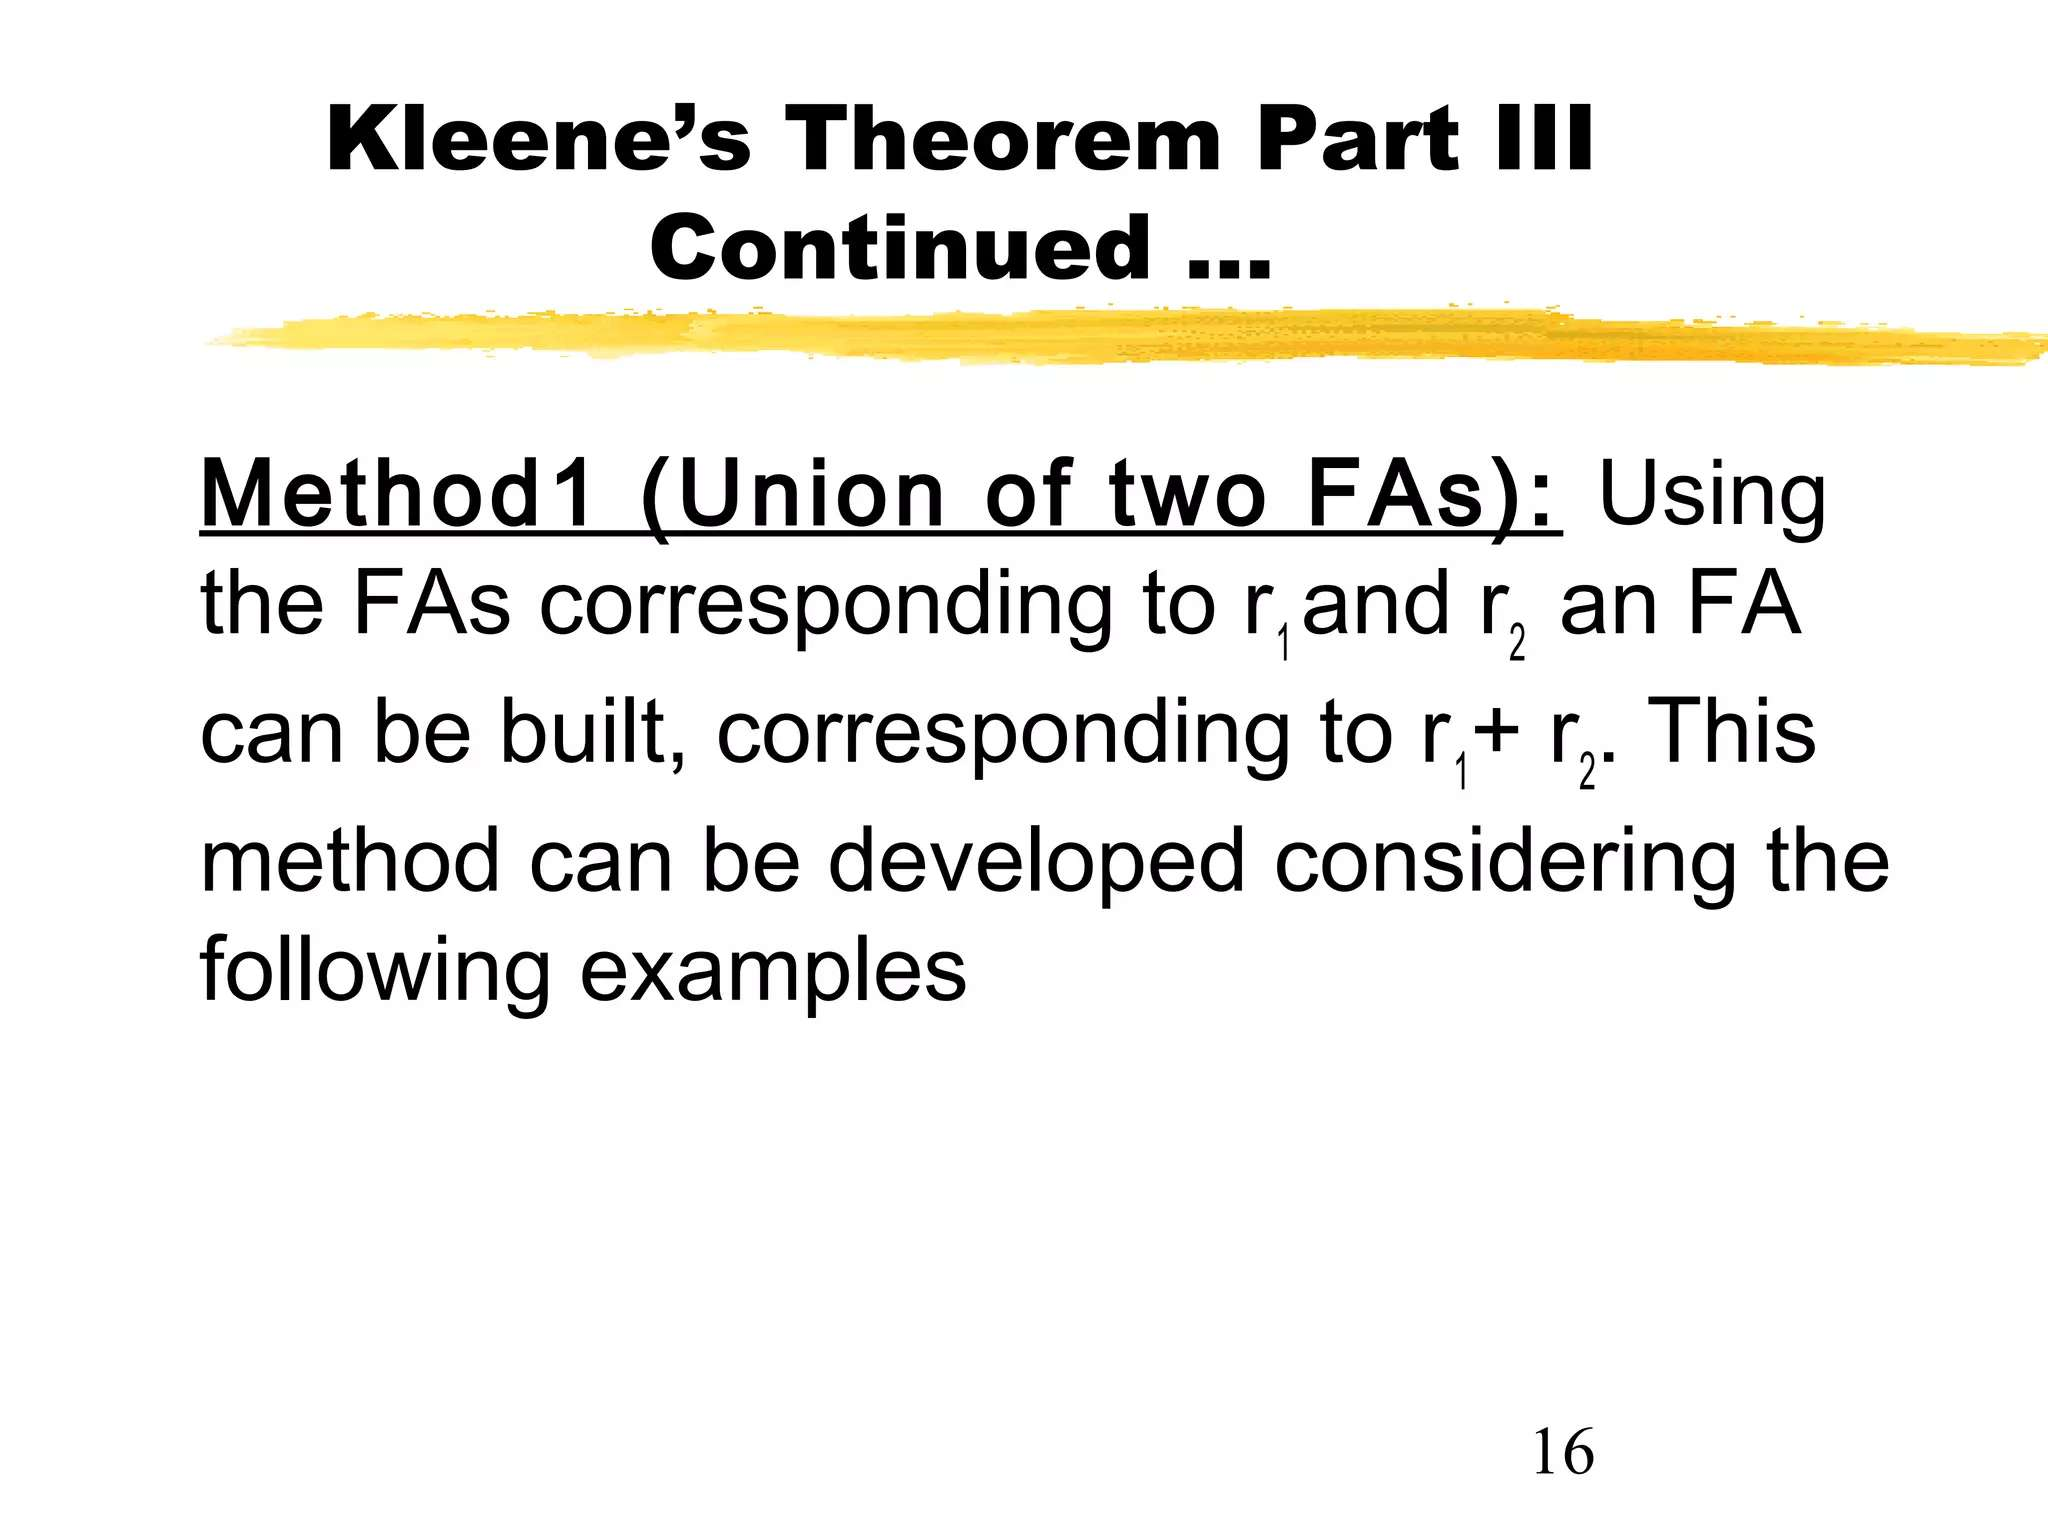 Kleene’s Theorem Part III
Continued …
Method1 (Union of two FAs): Using
the FAs corresponding to r1 and r2 an FA
can be built, corresponding to r1+ r2. This
method can be developed considering the
following examples
16